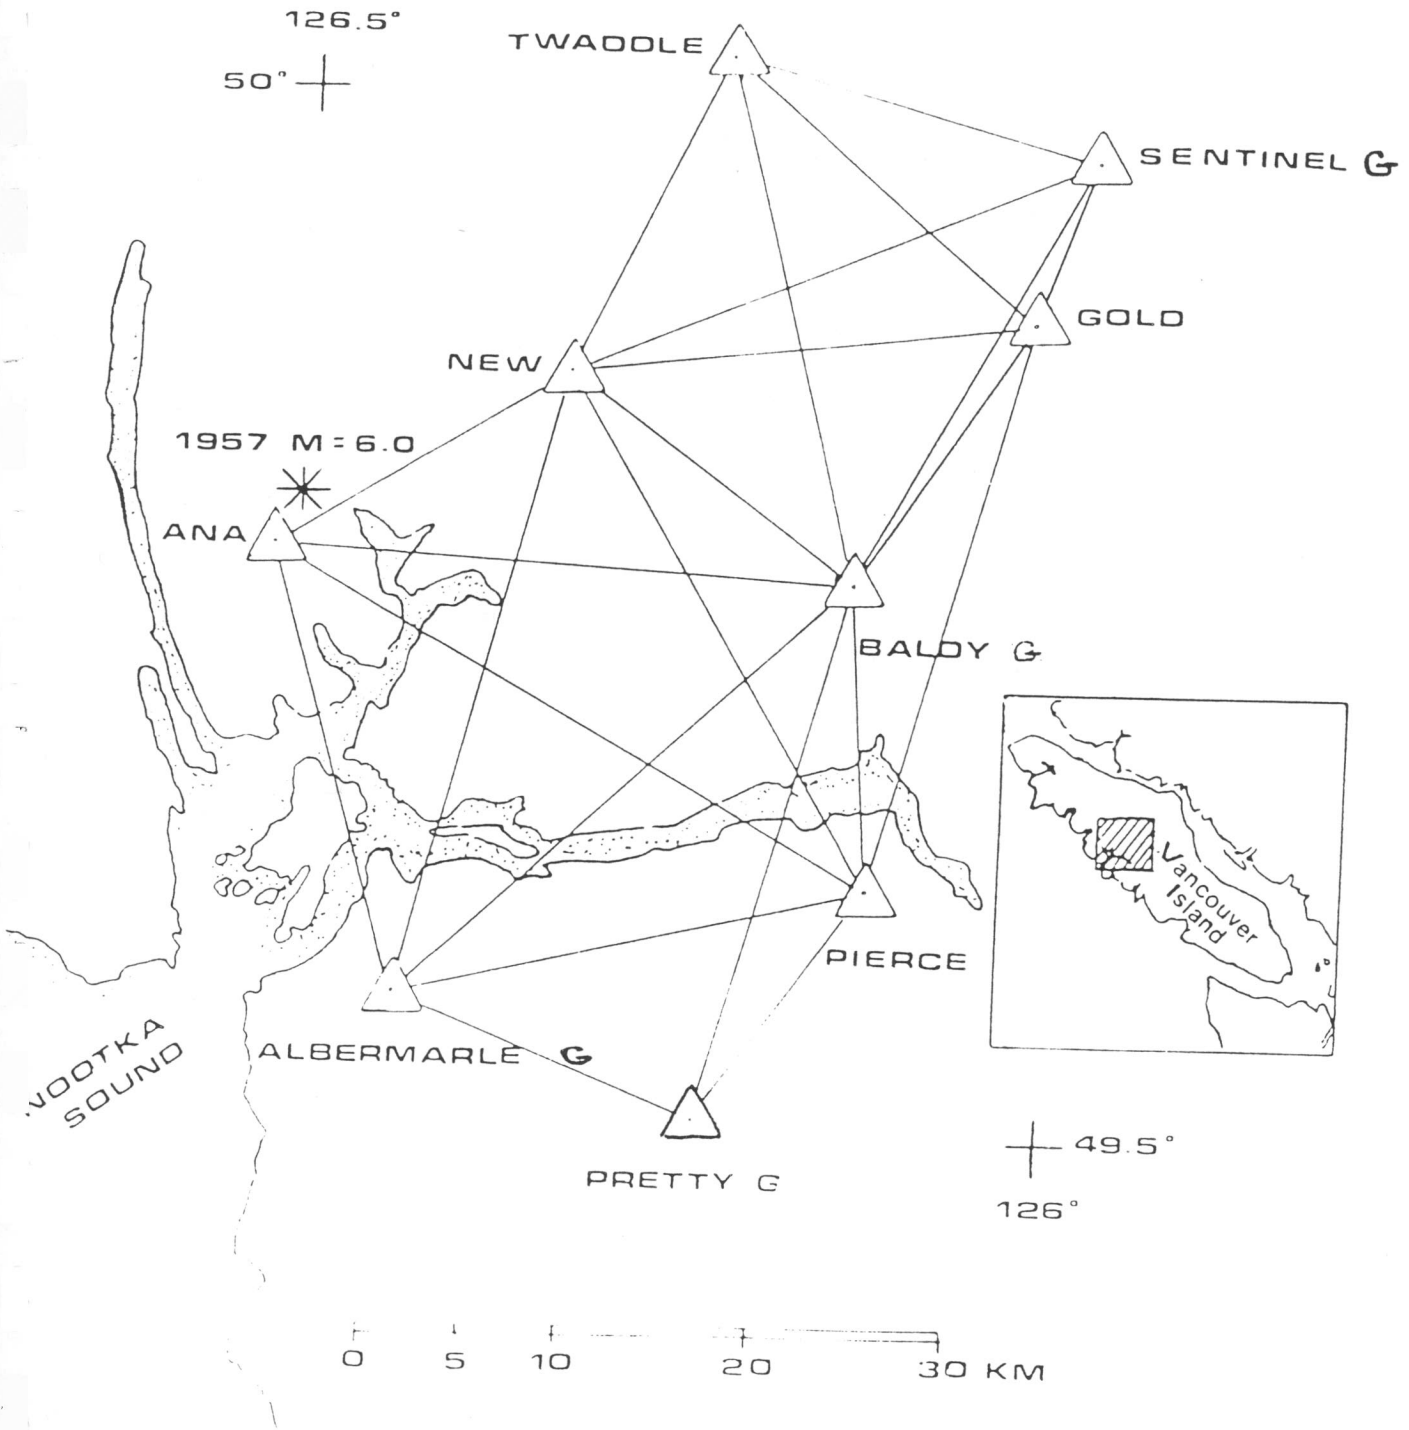 126.5°
50°
TWADDLE
SENTINEL G
GOLD
NEW
1957 M=6.0
ANA
BALDY G
Vancouver
Island
PIERCE
ALBERMARLE G
NOOTKA
SOUND
49.5°
PRETTY G
126°
0 5 10 20 30 KM